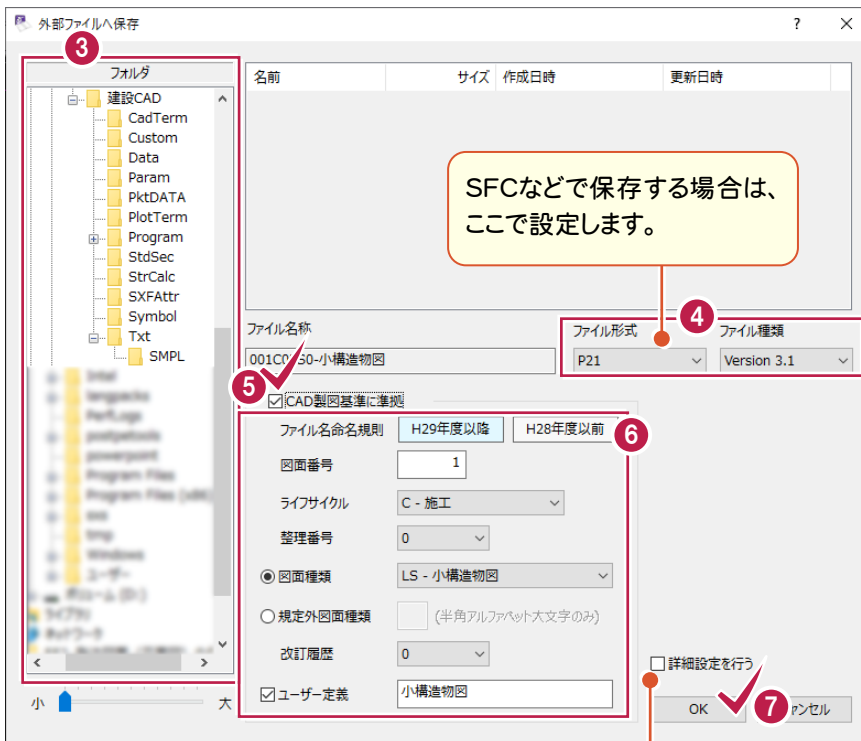 外部ファイルへ保存
?
×
3
フォルダ
名前 サイズ 作成日時 更新日時
建設CAD
CadTerm
Custom
Data
Param
PktDATA
PlotTerm
Program
StdSec
StrCalc
SXFAttr
Symbol
Txt
SMPL
SFCなどで保存する場合は、
ここで設定します。
4
ファイル名称 ファイル形式 ファイル種類
-小構造物図 P21 Version 3.1
5
CAD製図基準に準拠
6
ファイル名命名規則 H29年度以降 H28年度以前
図面番号 1
ライフサイクル C - 施工
整理番号 0
図面種類 LS - 小構造物図
規定外図面種類 (半角アルファベット大文字のみ)
改訂履歴 0
ユーザー定義 小構造物図
詳細設定を行う
小 大
OK
7
ャンセル